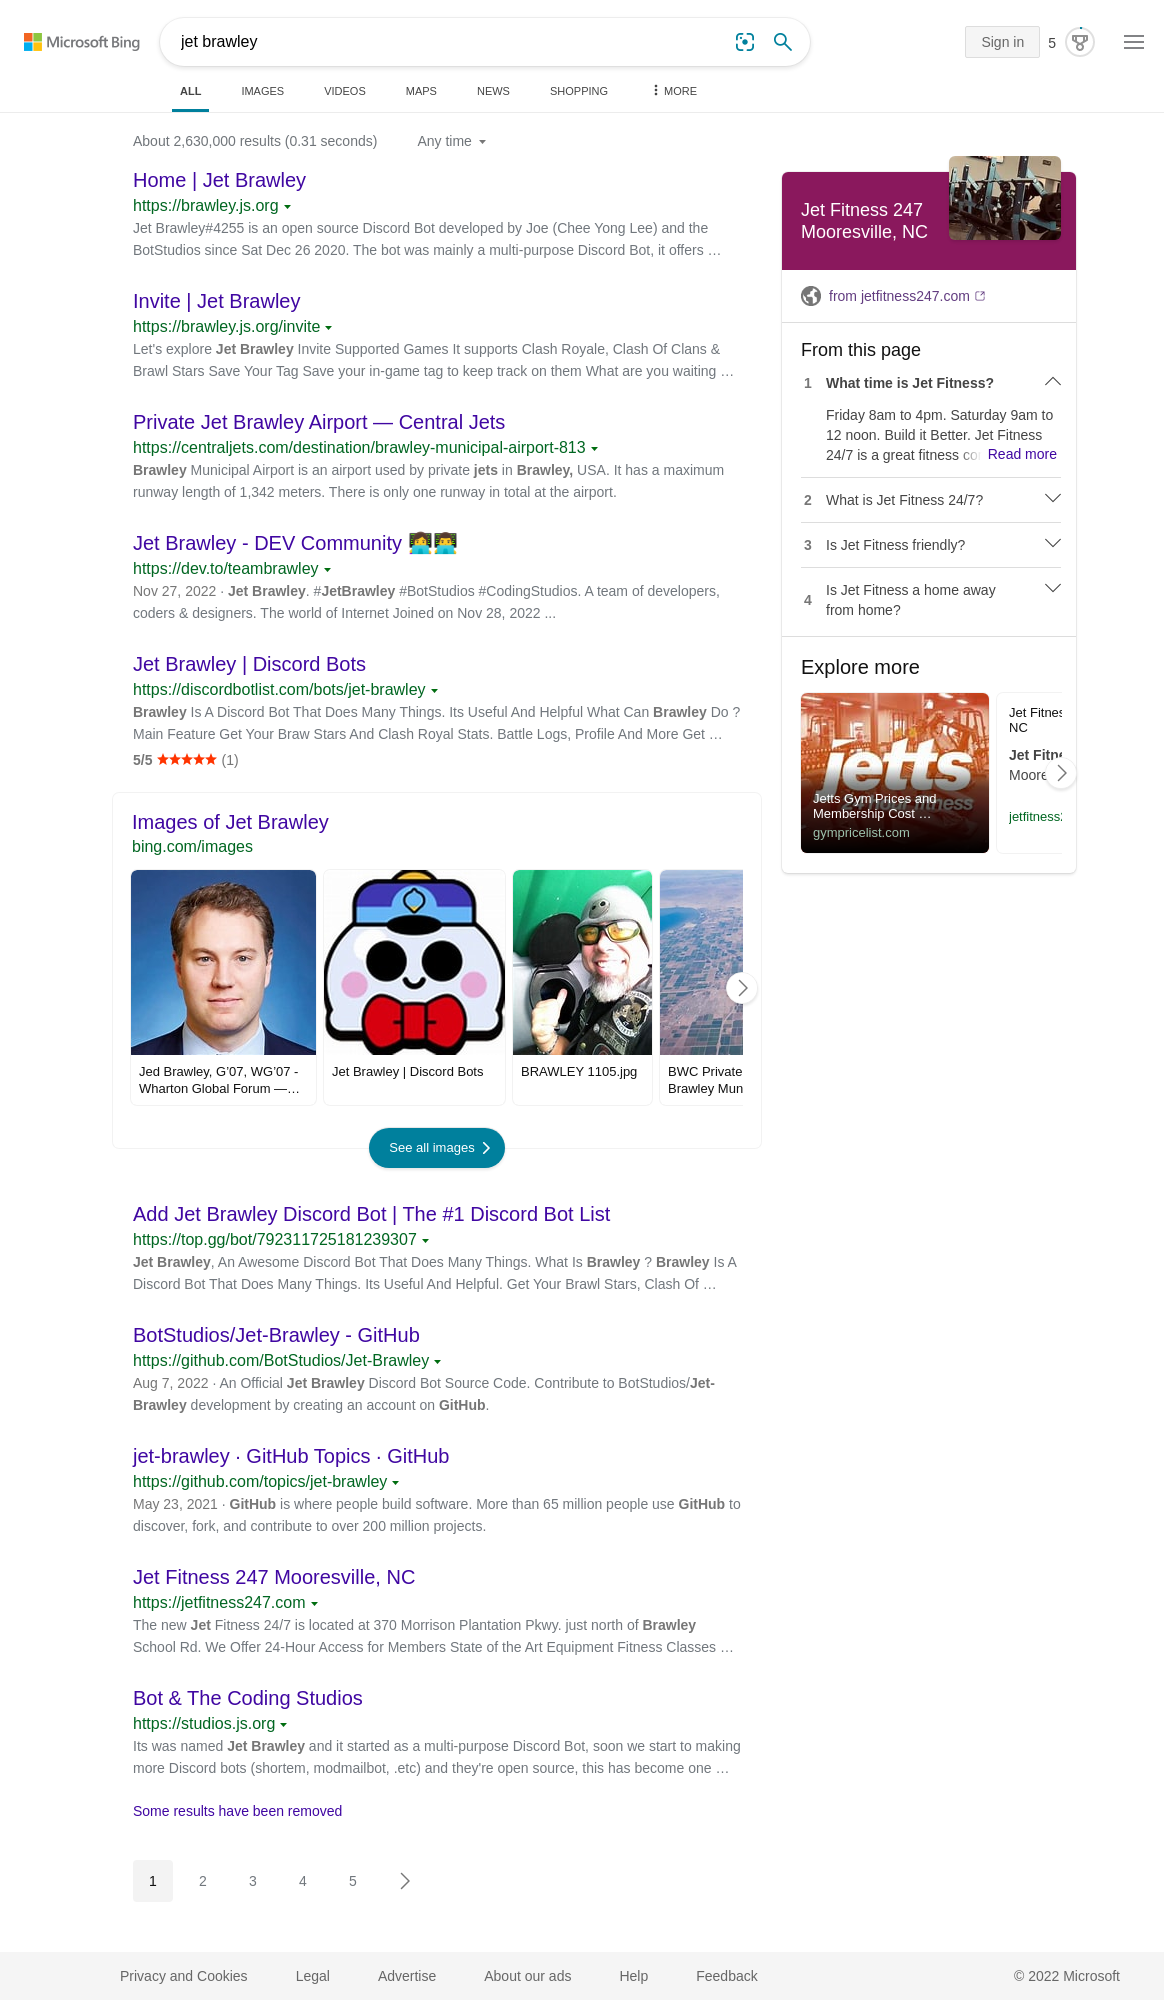 Microsoft Bing
jet brawley
Sign in
5
ALL
IMAGES
VIDEOS
MAPS
NEWS
SHOPPING
MORE
About 2,630,000 results (0.31 seconds)
Any time
Home | Jet Brawley
https://brawley.js.org
Jet Brawley#4255 is an open source Discord Bot developed by Joe (Chee Yong Lee) and the
BotStudios since Sat Dec 26 2020. The bot was mainly a multi-purpose Discord Bot, it offers …
Invite | Jet Brawley
https://brawley.js.org/invite
Let's explore Jet Brawley Invite Supported Games It supports Clash Royale, Clash Of Clans &
Brawl Stars Save Your Tag Save your in-game tag to keep track on them What are you waiting …
Private Jet Brawley Airport — Central Jets
https://centraljets.com/destination/brawley-municipal-airport-813
Brawley Municipal Airport is an airport used by private jets in Brawley, USA. It has a maximum
runway length of 1,342 meters. There is only one runway in total at the airport.
Jet Brawley - DEV Community 👩‍💻👨‍💻
https://dev.to/teambrawley
Nov 27, 2022 · Jet Brawley. #JetBrawley #BotStudios #CodingStudios. A team of developers,
coders & designers. The world of Internet Joined on Nov 28, 2022 ...
Jet Brawley | Discord Bots
https://discordbotlist.com/bots/jet-brawley
Brawley Is A Discord Bot That Does Many Things. Its Useful And Helpful What Can Brawley Do ?
Main Feature Get Your Braw Stars And Clash Royal Stats. Battle Logs, Profile And More Get …
5/5 ★★★★★ (1)
Images of Jet Brawley
bing.com/images
Jed Brawley, G'07, WG'07 -
Wharton Global Forum —…
Jet Brawley | Discord Bots
BRAWLEY 1105.jpg
BWC Private
Brawley Mun
See all images
Add Jet Brawley Discord Bot | The #1 Discord Bot List
https://top.gg/bot/792311725181239307
Jet Brawley, An Awesome Discord Bot That Does Many Things. What Is Brawley ? Brawley Is A
Discord Bot That Does Many Things. Its Useful And Helpful. Get Your Brawl Stars, Clash Of …
BotStudios/Jet-Brawley - GitHub
https://github.com/BotStudios/Jet-Brawley
Aug 7, 2022 · An Official Jet Brawley Discord Bot Source Code. Contribute to BotStudios/Jet-
Brawley development by creating an account on GitHub.
jet-brawley · GitHub Topics · GitHub
https://github.com/topics/jet-brawley
May 23, 2021 · GitHub is where people build software. More than 65 million people use GitHub to
discover, fork, and contribute to over 200 million projects.
Jet Fitness 247 Mooresville, NC
https://jetfitness247.com
The new Jet Fitness 24/7 is located at 370 Morrison Plantation Pkwy. just north of Brawley
School Rd. We Offer 24-Hour Access for Members State of the Art Equipment Fitness Classes …
Bot & The Coding Studios
https://studios.js.org
Its was named Jet Brawley and it started as a multi-purpose Discord Bot, soon we start to making
more Discord bots (shortem, modmailbot, .etc) and they're open source, this has become one …
Some results have been removed
1
2
3
4
5
Jet Fitness 247
Mooresville, NC
from jetfitness247.com
From this page
1 What time is Jet Fitness?
Friday 8am to 4pm. Saturday 9am to
12 noon. Build it Better. Jet Fitness
24/7 is a great fitness co Read more
2 What is Jet Fitness 24/7?
3 Is Jet Fitness friendly?
4 Is Jet Fitness a home away
from home?
Explore more
jetts
24 hour fitness
Jetts Gym Prices and
Membership Cost …
gympricelist.com
Jet Fitnes
NC
Jet Fitne
Moore
jetfitness2
Privacy and Cookies
Legal
Advertise
About our ads
Help
Feedback
© 2022 Microsoft